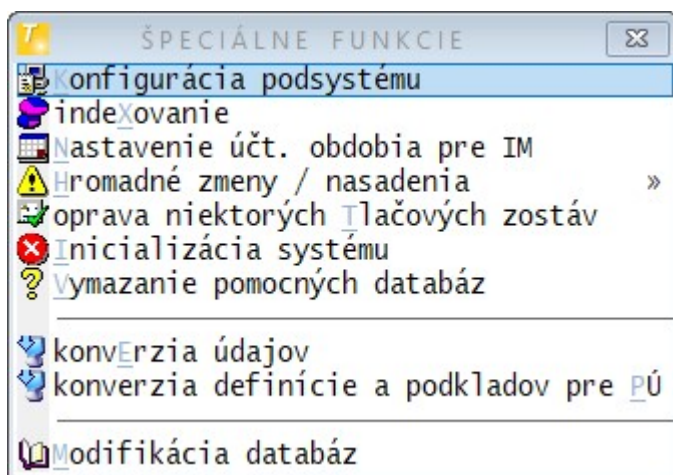 ŠPECIÁLNE FUNKCIE
Konfigurácia podsystému
indeXovanie
Nastavenie účt. obdobia pre IM
Hromadné zmeny / nasadenia »
oprava niektorých Tlačových zostáv
Inicializácia systému
Vymazanie pomocných databáz
konvErzia údajov
konverzia definície a podkladov pre PÚ
Modifikácia databáz